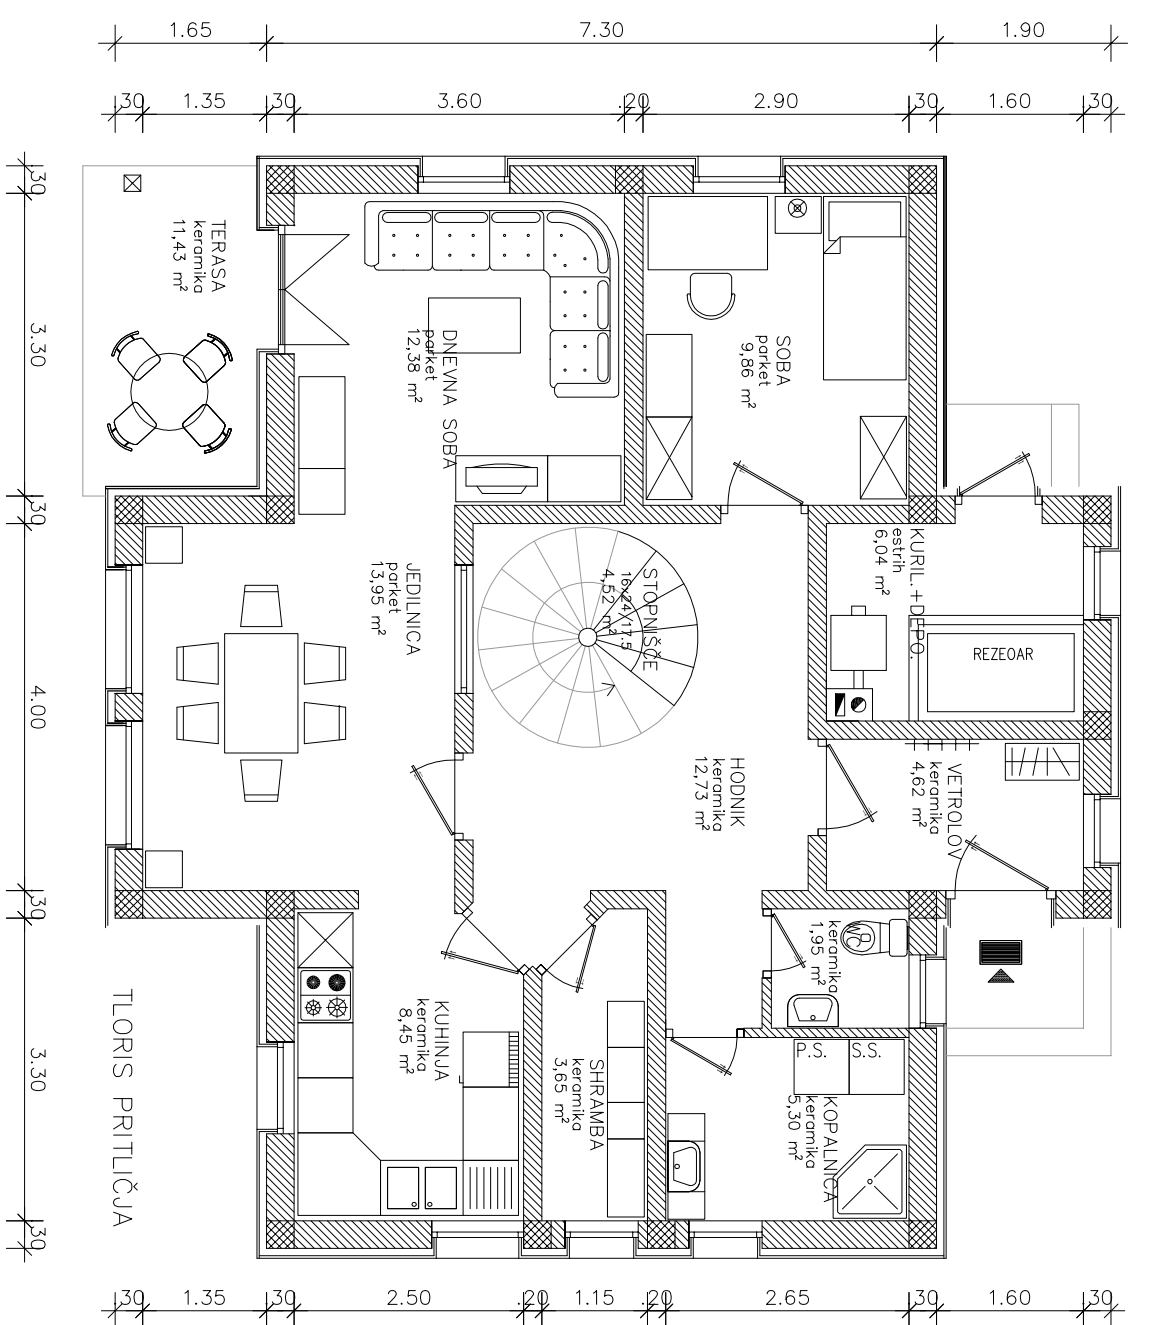 1.65
7.30
1.90
.30
1.35
.30
3.60
.20
2.90
.30
1.60
.30
.30
3.30
.30
4.00
.30
3.30
.30
TERASA
keramika
11,43 m²
DNEVNA SOBA
parket
12,38 m²
SOBA
parket
9,86 m²
JEDILNICA
parket
13,95 m²
STOPNIŠČE
16x24/17.5
4,52 m²
KURIL.+DEPO.
estrih
6,04 m²
REZEOAR
HODNIK
keramika
12,73 m²
VETROLOV
keramika
4,62 m²
WC
keramika
1,95 m²
KUHINJA
keramika
8,45 m²
SHRAMBA
keramika
3,65 m²
P.S.
S.S.
KOPALNICA
keramika
5,30 m²
TLORIS PRITLIČJA
.30
1.35
.30
2.50
.20
1.15
.20
2.65
.30
1.60
.30